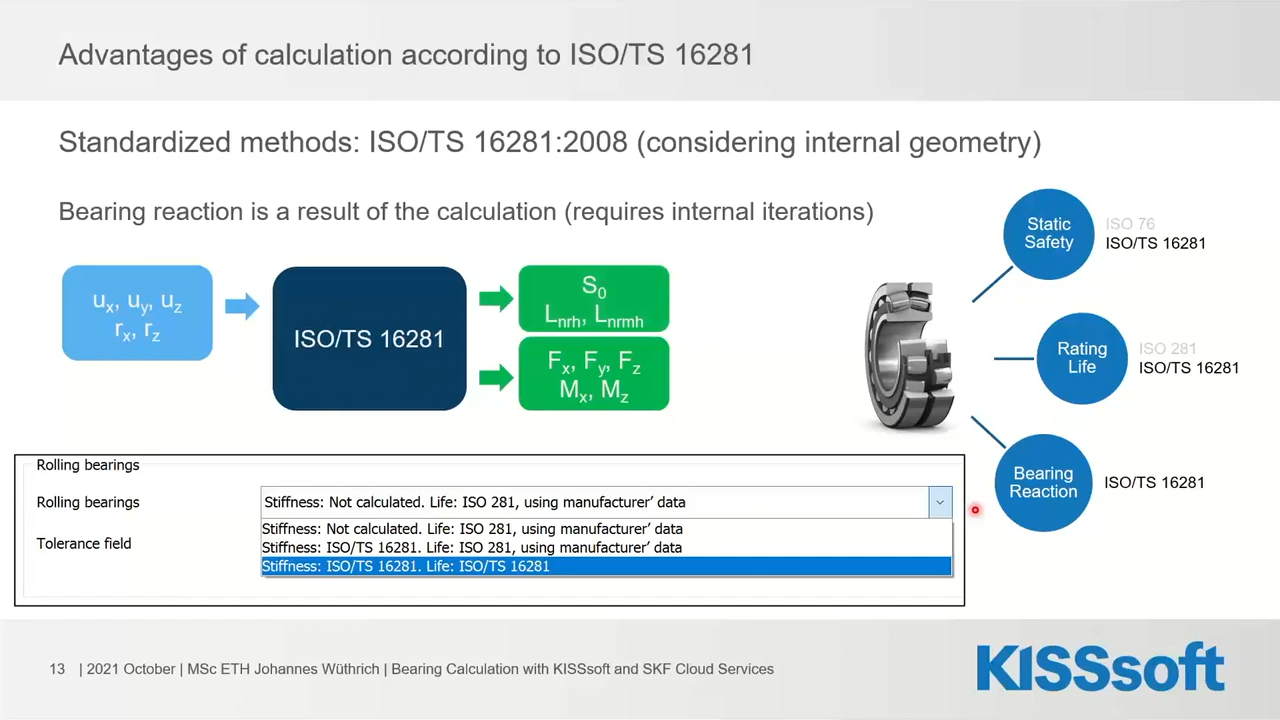 Advantages of calculation according to ISO/TS 16281
Standardized methods: ISO/TS 16281:2008 (considering internal geometry)
Bearing reaction is a result of the calculation (requires internal iterations)
ux, uy, uz
rx, rz
ISO/TS 16281
S0
Lnrh, Lnrmh
Fx, Fy, Fz
Mx, Mz
Static
Safety
ISO 76
ISO/TS 16281
Rating
Life
ISO 281
ISO/TS 16281
Bearing
Reaction
ISO/TS 16281
Rolling bearings
Rolling bearings
Stiffness: Not calculated. Life: ISO 281, using manufacturer’ data
Stiffness: Not calculated. Life: ISO 281, using manufacturer’ data
Stiffness: ISO/TS 16281. Life: ISO 281, using manufacturer’ data
Stiffness: ISO/TS 16281. Life: ISO/TS 16281
Tolerance field
13 | 2021 October | MSc ETH Johannes Wüthrich | Bearing Calculation with KISSsoft and SKF Cloud Services
KISSsoft